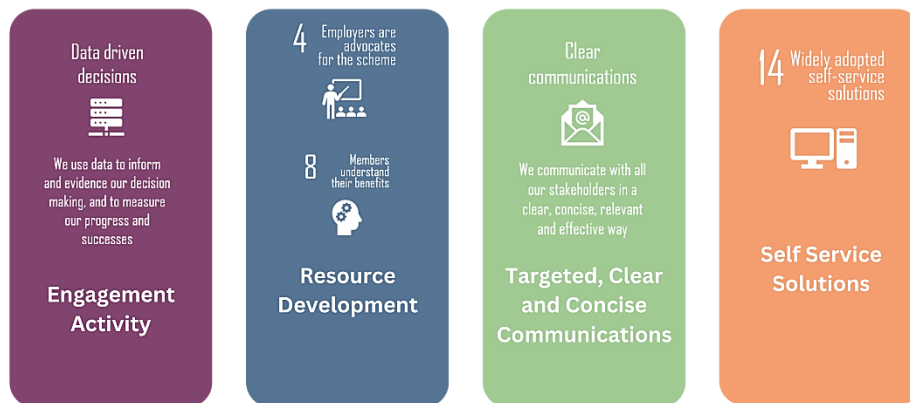 Data driven
decisions
We use data to inform
and evidence our decision
making, and to measure
our progress and
successes
Engagement
Activity
4 Employers are
advocates
for the scheme
8 Members
understand
their benefits
Resource
Development
Clear
communications
@
We communicate with all
our stakeholders in a
clear, concise, relevant
and effective way
Targeted, Clear
and Concise
Communications
14 Widely adopted
self-service
solutions
Self Service
Solutions